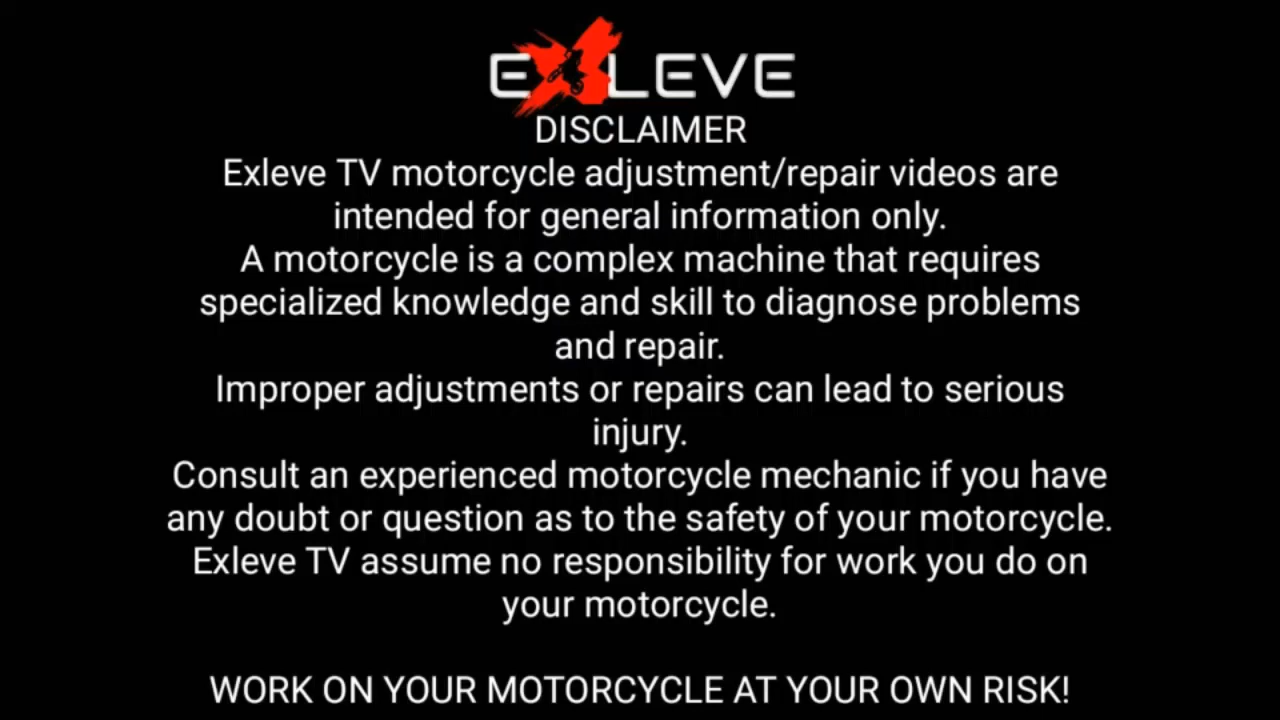 EXLEVE
DISCLAIMER
Exleve TV motorcycle adjustment/repair videos are
intended for general information only.
A motorcycle is a complex machine that requires
specialized knowledge and skill to diagnose problems
and repair.
Improper adjustments or repairs can lead to serious
injury.
Consult an experienced motorcycle mechanic if you have
any doubt or question as to the safety of your motorcycle.
Exleve TV assume no responsibility for work you do on
your motorcycle.
WORK ON YOUR MOTORCYCLE AT YOUR OWN RISK!